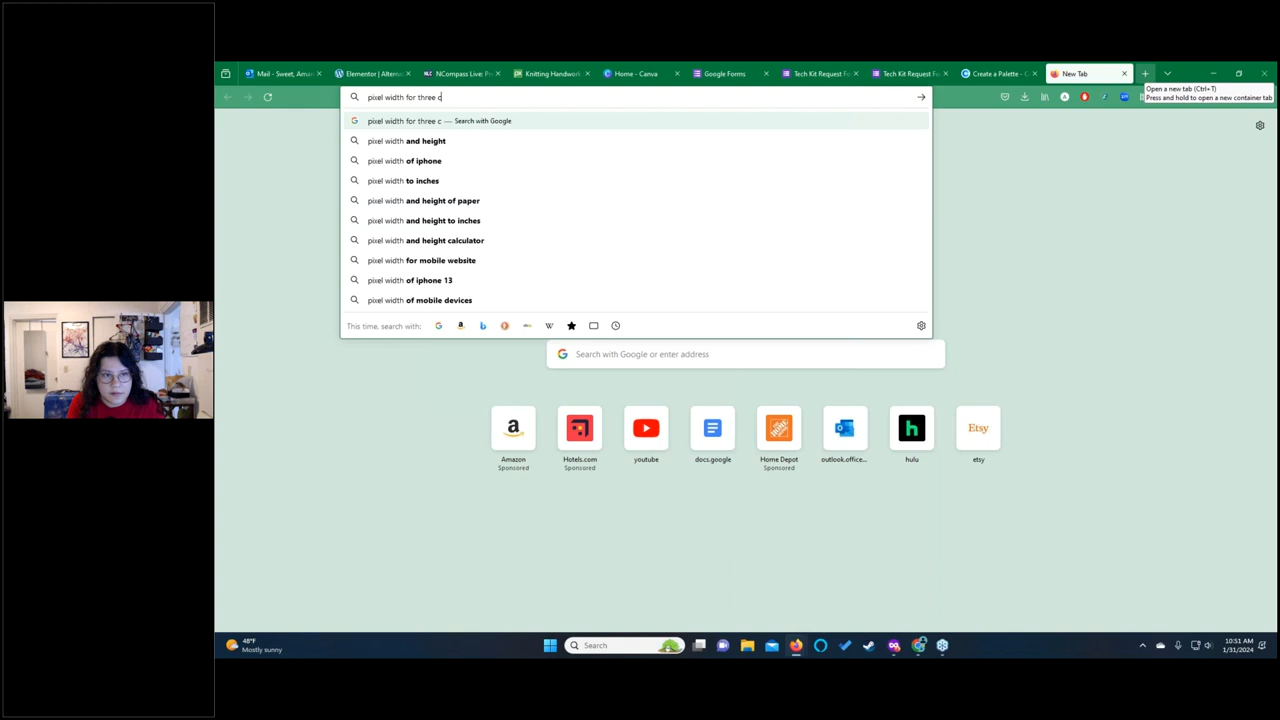 Mail - Sweet, Ama
Elementor | Altern
NCompass Live: Pr
Knitting Handwor
Home - Canva
Google Forms
Tech Kit Request Fo
Tech Kit Request Fo
Create a Palette - C
New Tab
Open a new tab (Ctrl+T)
Press and hold to open a new container tab
pixel width for three c
pixel width for three c — Search with Google
pixel width and height
pixel width of iphone
pixel width to inches
pixel width and height of paper
pixel width and height to inches
pixel width and height calculator
pixel width for mobile website
pixel width of iphone 13
pixel width of mobile devices
This time, search with:
Search with Google or enter address
Amazon
Sponsored
Hotels.com
Sponsored
youtube
docs.google
Home Depot
Sponsored
outlook.office...
hulu
Etsy
etsy
48°F
Mostly sunny
Search
10:51 AM
1/31/2024